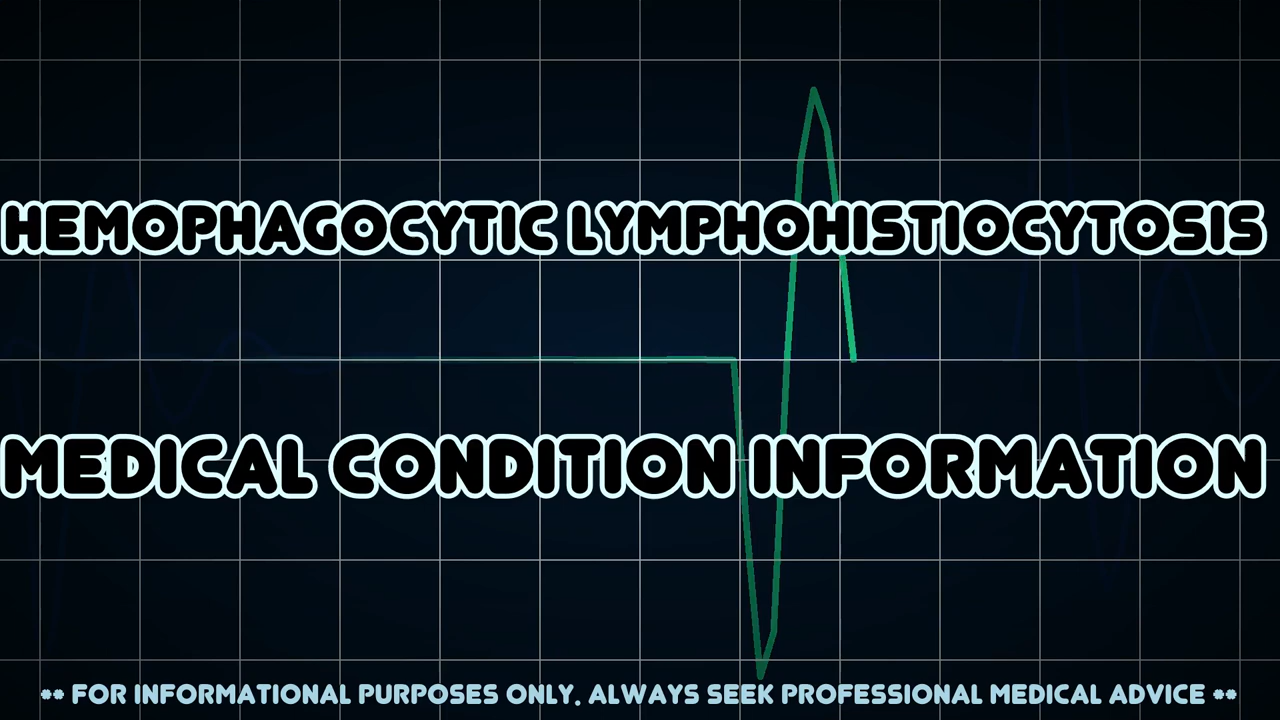 HEMOPHAGOCYTIC LYMPHOHISTIOCYTOSIS
MEDICAL CONDITION INFORMATION
** FOR INFORMATIONAL PURPOSES ONLY. ALWAYS SEEK PROFESSIONAL MEDICAL ADVICE **